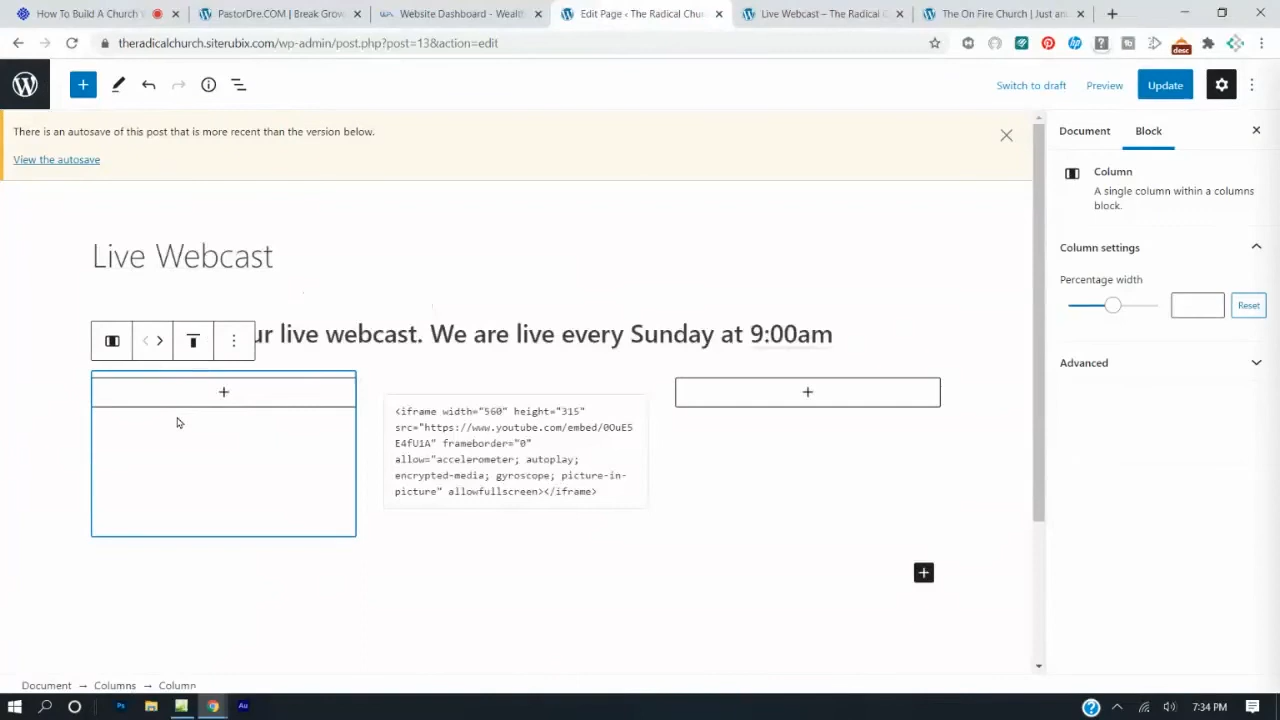 How To Build A Church W
PastorDre.COM | Break Grov
Website Dashboard - Wealt
Edit Page ‹ The Radical Chur
Live Webcast – The Radical C
The On Fire Church | Just an
theradicalchurch.siterubix.com/wp-admin/post.php?post=13&action=edit
desc
Switch to draft
Preview
Update
There is an autosave of this post that is more recent than the version below.
View the autosave
Document
Block
Column
A single column within a columns
block.
Column settings
Percentage width
Reset
Advanced
Live Webcast
ur live webcast. We are live every Sunday at 9:00am
<iframe width="560" height="315"
src="https://www.youtube.com/embed/0OuE5
E4fU1A" frameborder="0"
allow="accelerometer; autoplay;
encrypted-media; gyroscope; picture-in-
picture" allowfullscreen></iframe>
Document → Columns → Column
Ps
Au
7:34 PM